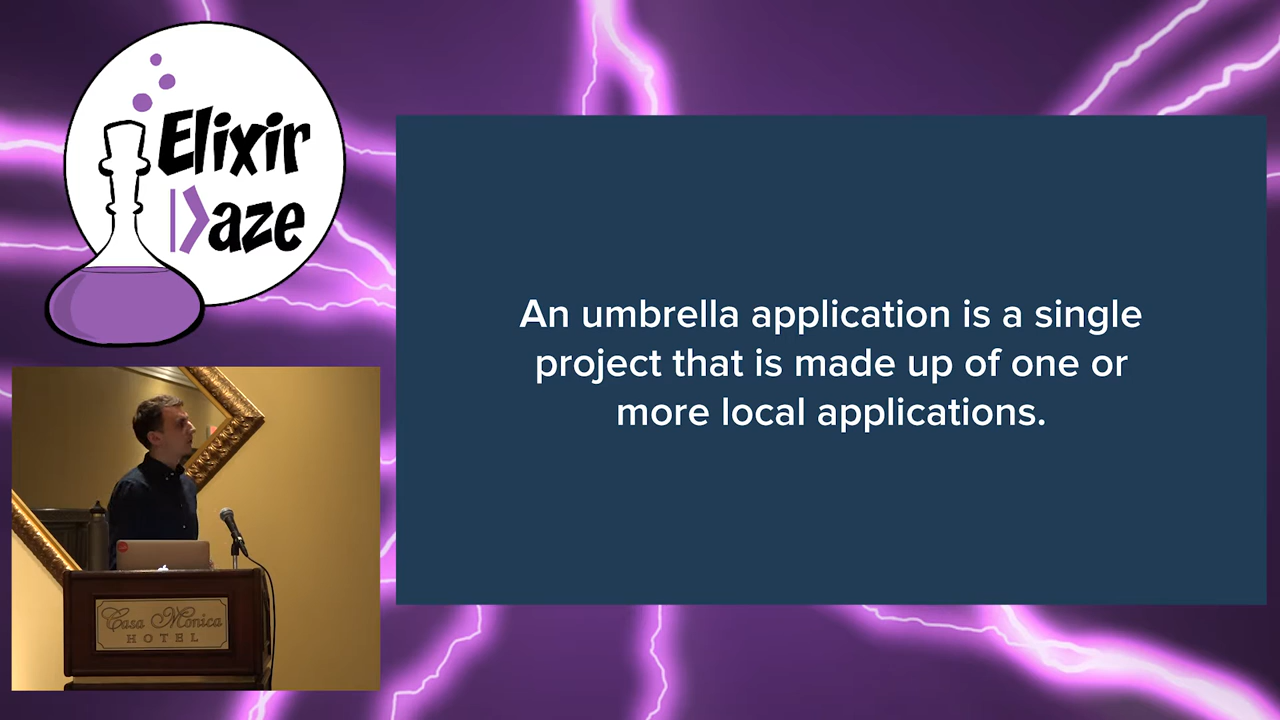 Elixir
Daze
An umbrella application is a single
project that is made up of one or
more local applications.
Casa Monica
HOTEL